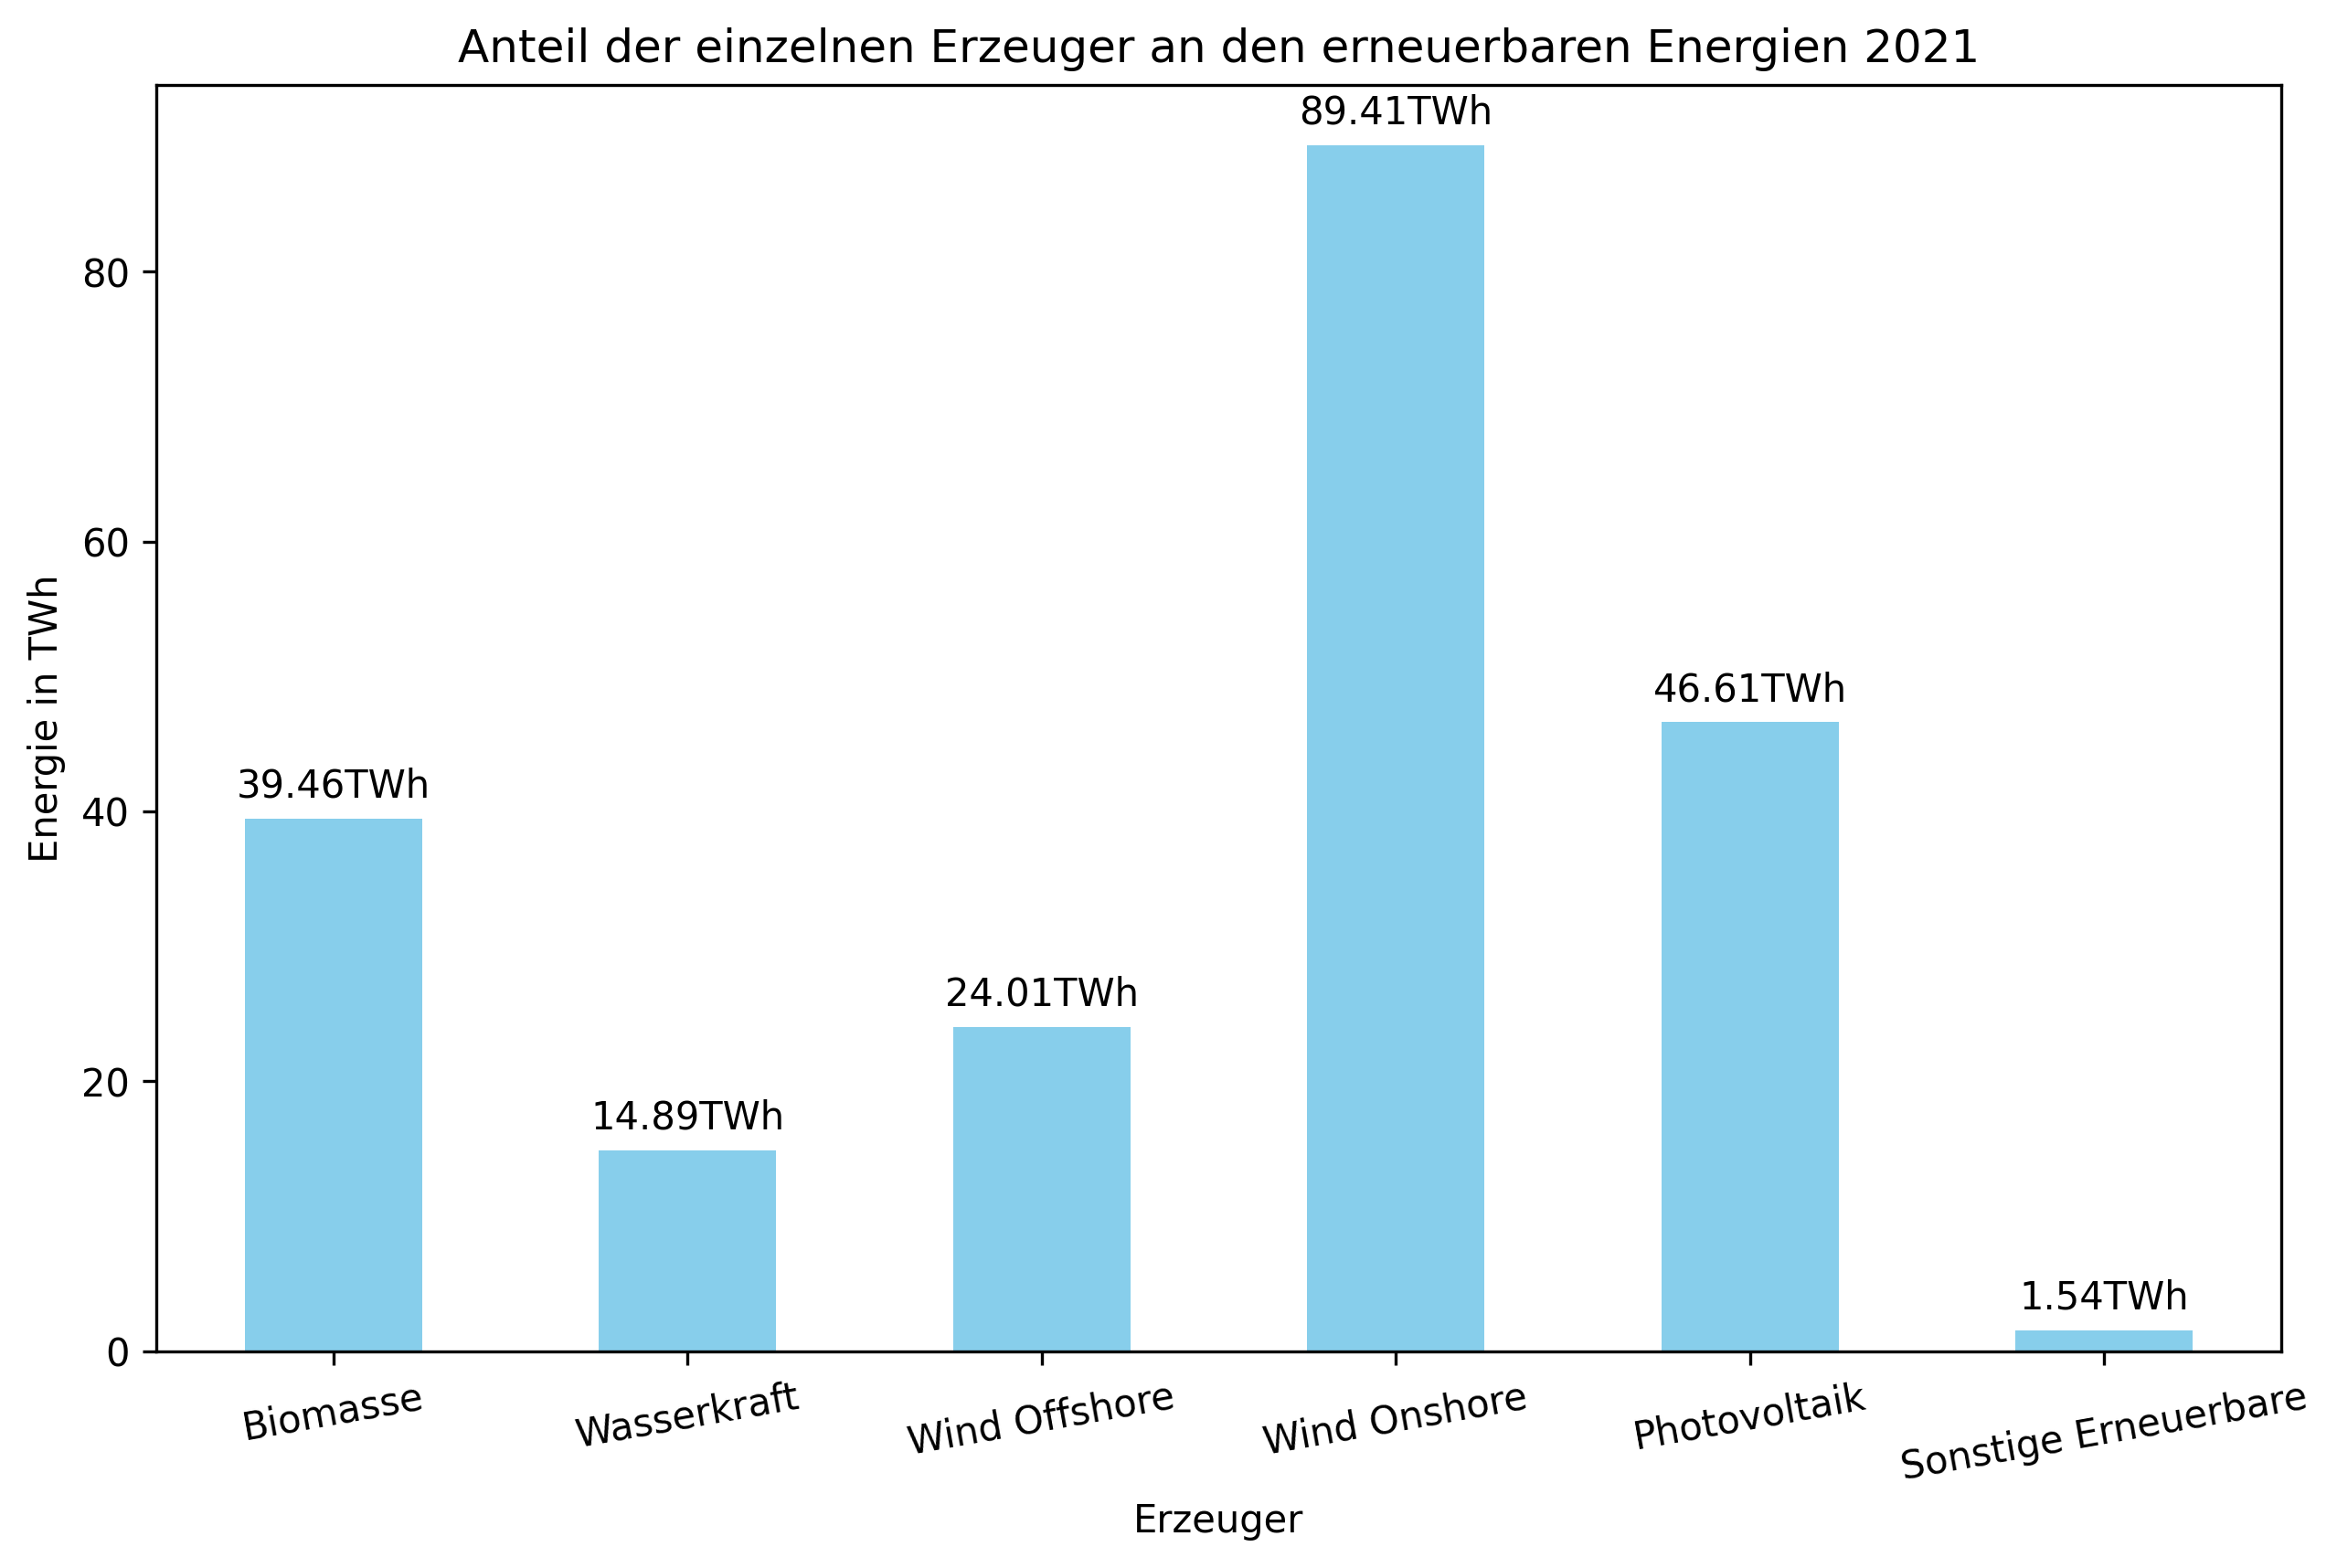 Anteil der einzelnen Erzeuger an den erneuerbaren Energien 2021
89.41TWh
80
60
46.61TWh
39.46TWh
40
24.01TWh
20
14.89TWh
1.54TWh
0
Energie in TWh
Biomasse
Wasserkraft
Wind Offshore
Wind Onshore
Photovoltaik
Sonstige Erneuerbare
Erzeuger